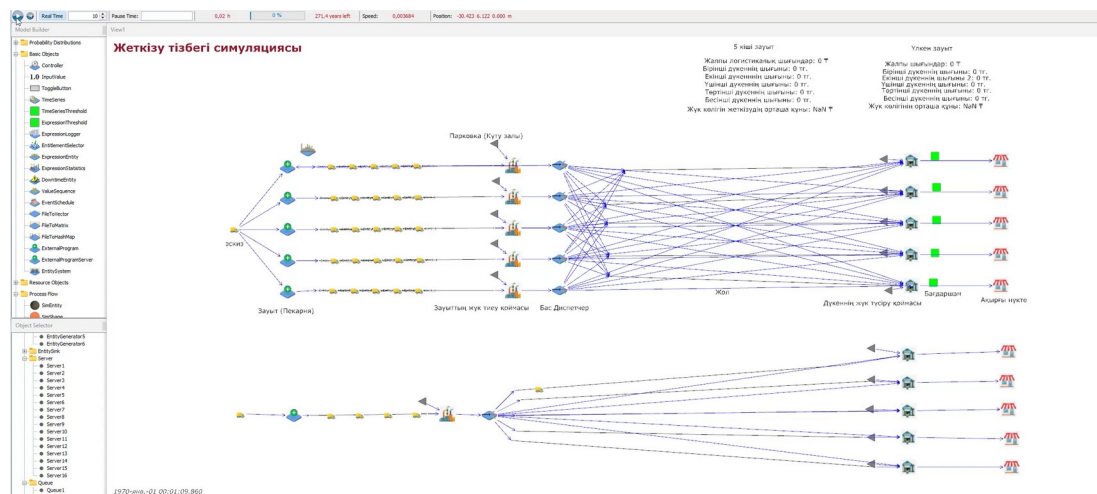 Real Time
10
Pause Time:
0,02 h
0 %
271,4 years left
Speed:
0,003684
Position: -30.423 6.122 0.000 m
Model Builder
View1
Probability Distributions
Basic Objects
Controller
1.0 InputValue
ToggleButton
TimeSeries
TimeSeriesThreshold
ExpressionThreshold
ExpressionLogger
EntitlementSelector
ExpressionEntity
ExpressionStatistics
DowntimeEntity
ValueSequence
EventSchedule
FileToVector
FileToMatrix
FileToHashMap
ExternalProgram
ExternalProgramServer
EntitySystem
Resource Objects
Process Flow
SimEntity
Object Selector
EntityGenerator5
EntityGenerator6
EntitySink
Server
Server1
Server2
Server3
Server4
Server5
Server6
Server7
Server8
Server9
Server10
Server11
Server12
Server13
Server14
Server15
Server16
Queue
Queue1
Жеткізу тізбегі симуляциясы
5 кіші зауыт
Жалпы логистикалық шығындар: 0 ₸
Бірінші дүкеннің шығыны: 0 тг.
Екінші дүкеннің шығыны: 0 тг.
Үшінші дүкеннің шығыны: 0 тг.
Төртінші дүкеннің шығыны: 0 тг.
Бесінші дүкеннің шығыны: 0 тг.
Жүк көлігін жеткізудің орташа құны: NaN ₸
Үлкен зауыт
Жалпы шығындар: 0 ₸
Бірінші дүкеннің шығыны: 0 тг.
Екінші дүкеннің шығыны 2: 0 тг.
Үшінші дүкеннің шығыны: 0 тг.
Төртінші дүкеннің шығыны: 0 тг.
Бесінші дүкеннің шығыны: 0 тг.
Жүк көлігінің орташа құны: NaN ₸
Парковка (Күту залы)
эскиз
Зауыт (Пекарни)
Зауыттың жүк тиеу қоймасы
Бас Диспетчер
Жол
Дүкеннің жүк түсіру қоймасы
Бағдаршам
Ақырғы нүкте
1970-янв.-01 00:01:09.860